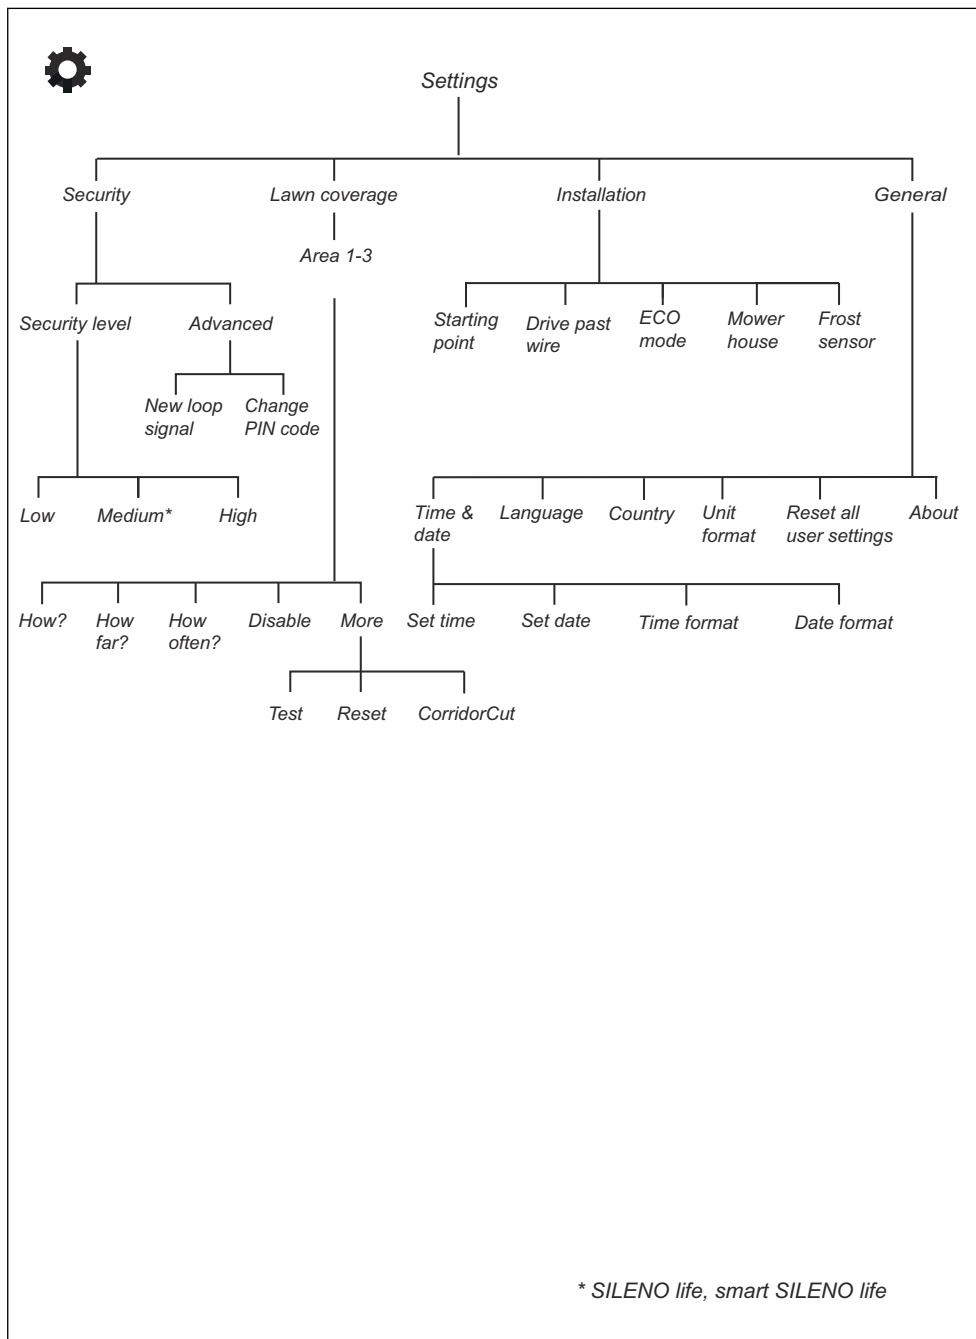 Settings
Security
Lawn coverage
Installation
General
Area 1-3
Security level
Advanced
Starting
point
Drive past
wire
ECO
mode
Mower
house
Frost
sensor
New loop
signal
Change
PIN code
Low
Medium*
High
Time &
date
Language
Country
Unit
format
Reset all
user settings
About
How?
How
far?
How
often?
Disable
More
Set time
Set date
Time format
Date format
Test
Reset
CorridorCut
* SILENO life, smart SILENO life